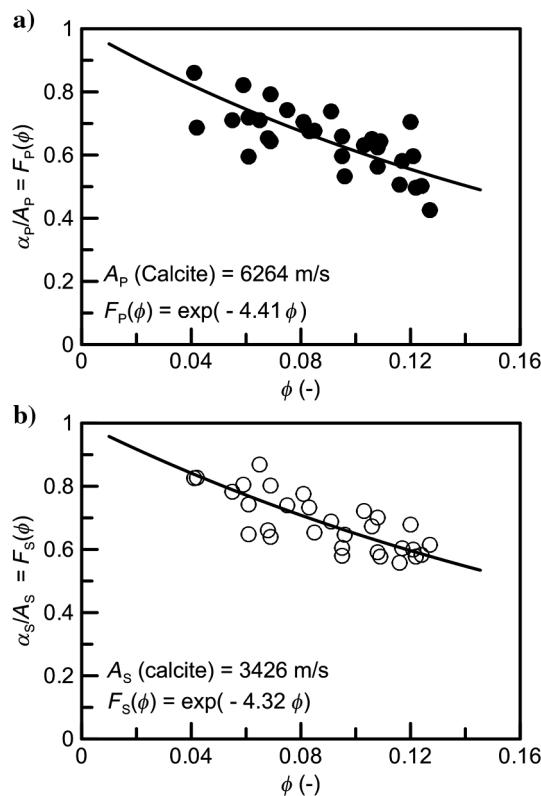 a)
1
0.8
0.6
0.4
0.2
0
αP/AP = FP(ϕ)
AP (Calcite) = 6264 m/s
FP(ϕ) = exp( - 4.41 ϕ)
0 0.04 0.08 0.12 0.16
ϕ (-)
b)
1
0.8
0.6
0.4
0.2
0
αS/AS = FS(ϕ)
AS (calcite) = 3426 m/s
FS(ϕ) = exp( - 4.32 ϕ)
0 0.04 0.08 0.12 0.16
ϕ (-)